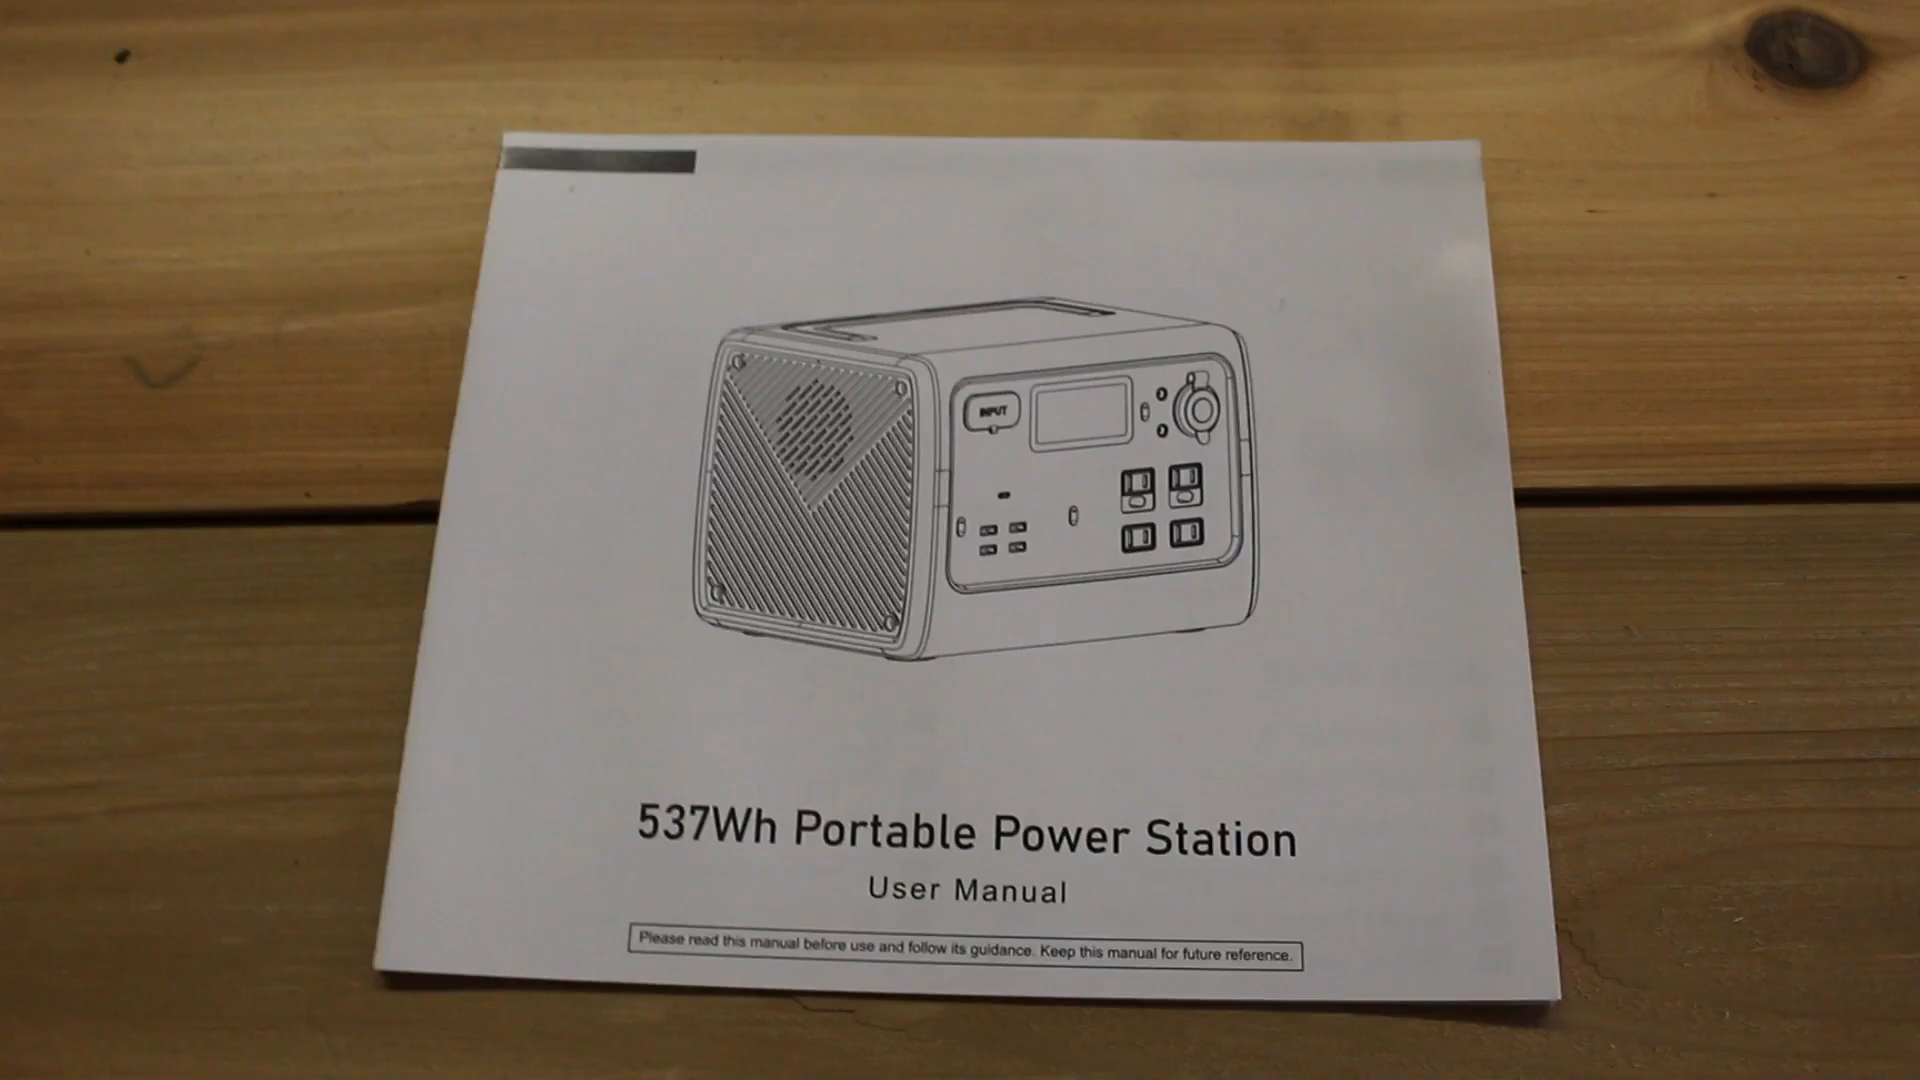 INPUT
537Wh Portable Power Station
User Manual
Please read this manual before use and follow its guidance. Keep this manual for future reference.